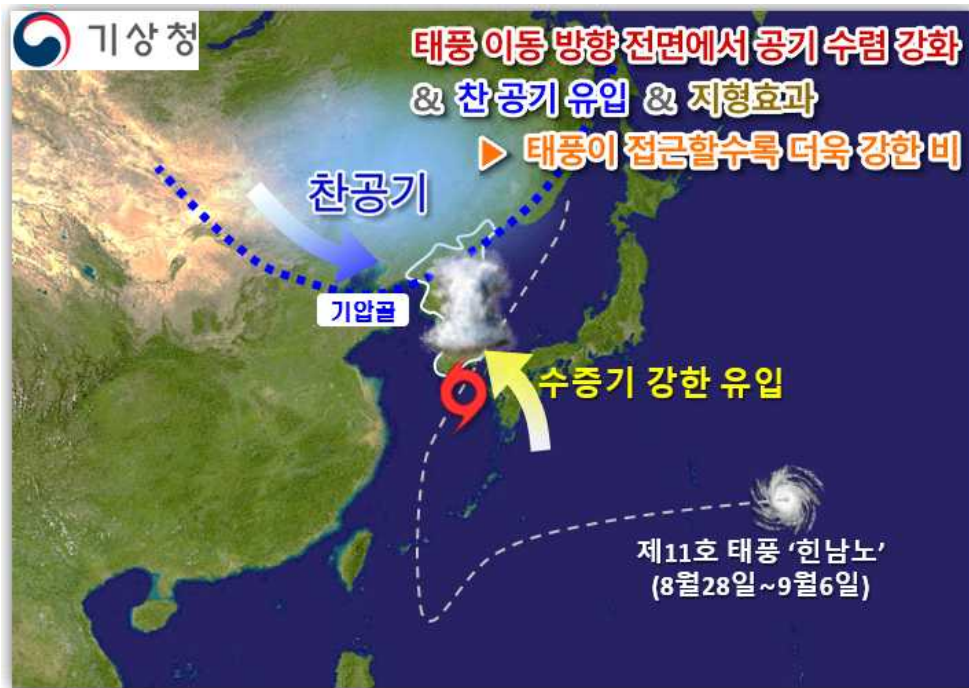 기상청
태풍 이동 방향 전면에서 공기 수렴 강화
& 찬 공기 유입 & 지형효과
▶ 태풍이 접근할수록 더욱 강한 비
찬공기
기압골
수증기 강한 유입
제11호 태풍 ‘힌남노’
(8월28일~9월6일)